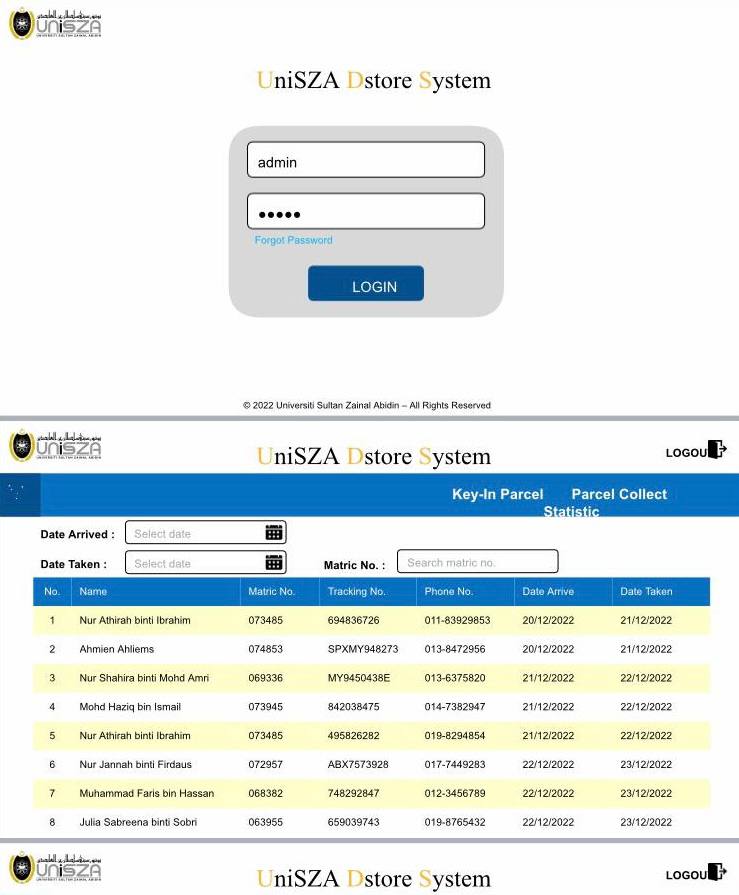 UNiSZA
UNIVERSITI SULTAN ZAINAL ABIDIN
UniSZA Dstore System
admin
●●●●●
Forgot Password
LOGIN
© 2022 Universiti Sultan Zainal Abidin – All Rights Reserved
UNiSZA
UNIVERSITI SULTAN ZAINAL ABIDIN
UniSZA Dstore System
LOGOU
Key-In Parcel Parcel Collect
Statistic
Date Arrived : Select date
Date Taken : Select date Matric No. : Search matric no.
No. Name Matric No. Tracking No. Phone No. Date Arrive Date Taken
1 Nur Athirah binti Ibrahim 073485 694836726 011-83929853 20/12/2022 21/12/2022
2 Ahmien Ahliems 074853 SPXMY948273 013-8472956 20/12/2022 21/12/2022
3 Nur Shahira binti Mohd Amri 069336 MY9450438E 013-6375820 21/12/2022 22/12/2022
4 Mohd Haziq bin Ismail 073945 842038475 014-7382947 21/12/2022 22/12/2022
5 Nur Athirah binti Ibrahim 073485 495826282 019-8294854 21/12/2022 22/12/2022
6 Nur Jannah binti Firdaus 072957 ABX7573928 017-7449283 22/12/2022 23/12/2022
7 Muhammad Faris bin Hassan 068382 748292847 012-3456789 22/12/2022 23/12/2022
8 Julia Sabreena binti Sobri 063955 659039743 019-8765432 22/12/2022 23/12/2022
UNiSZA
UNIVERSITI SULTAN ZAINAL ABIDIN
UniSZA Dstore System
LOGOU